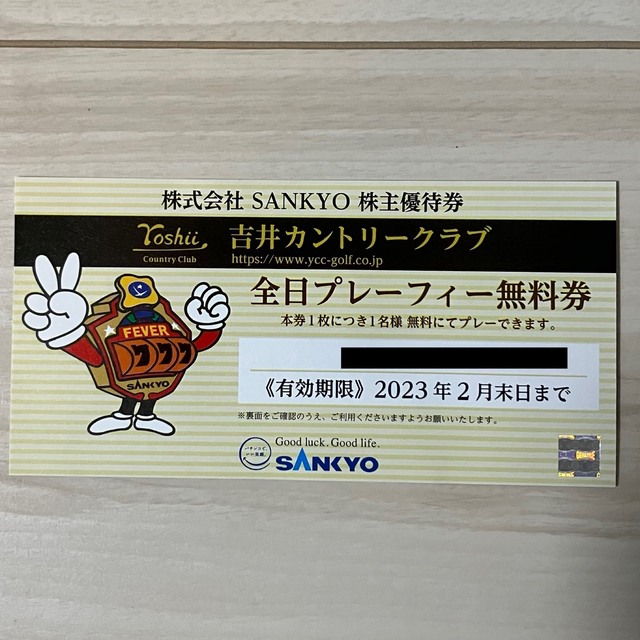 株式会社 SANKYO 株主優待券
Yoshii
Country Club
吉井カントリークラブ
https://www.ycc-golf.co.jp
全日プレーフィー無料券
本券1枚につき1名様 無料にてプレーできます。
FEVER
777
SANKYO
《有効期限》2023年2月末日まで
※裏面をご確認のうえ、ご利用くださいますようお願いいたします。
Good luck. Good life.
SANKYO